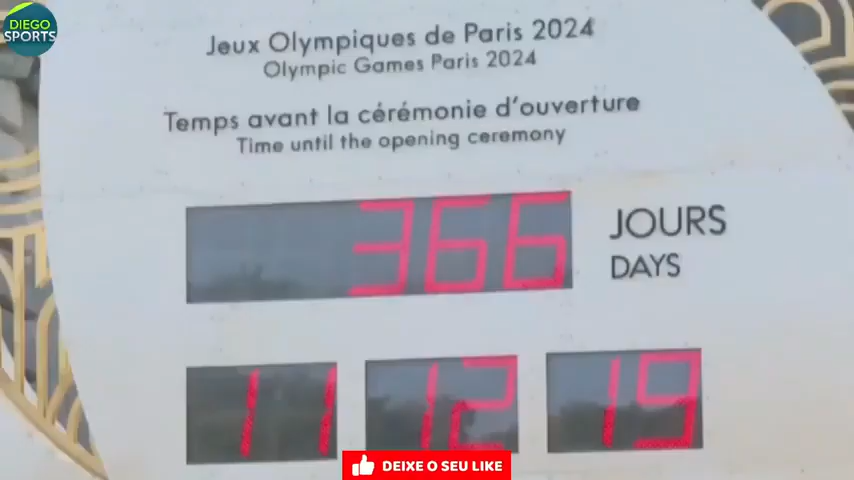 DIEGO
SPORTS
Jeux Olympiques de Paris 2024
Olympic Games Paris 2024
Temps avant la cérémonie d'ouverture
Time until the opening ceremony
366 JOURS
DAYS
11 12 19
DEIXE O SEU LIKE